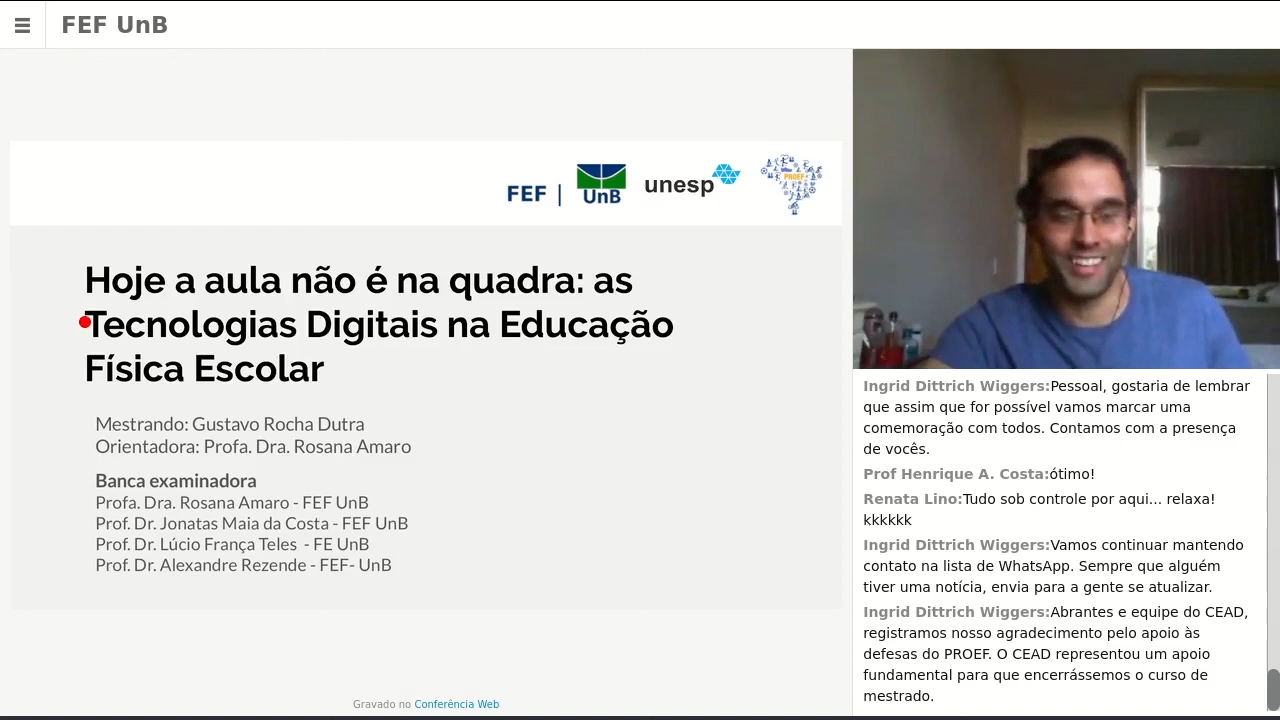 FEF UnB
FEF |
UnB
unesp
PROEF
Hoje a aula não é na quadra: as
Tecnologias Digitais na Educação
Física Escolar
Mestrando: Gustavo Rocha Dutra
Orientadora: Profa. Dra. Rosana Amaro
Banca examinadora
Profa. Dra. Rosana Amaro - FEF UnB
Prof. Dr. Jonatas Maia da Costa - FEF UnB
Prof. Dr. Lúcio França Teles - FE UnB
Prof. Dr. Alexandre Rezende - FEF- UnB
Gravado no Conferência Web
Ingrid Dittrich Wiggers:Pessoal, gostaria de lembrar
que assim que for possível vamos marcar uma
comemoração com todos. Contamos com a presença
de vocês.
Prof Henrique A. Costa:ótimo!
Renata Lino:Tudo sob controle por aqui... relaxa!
kkkkkk
Ingrid Dittrich Wiggers:Vamos continuar mantendo
contato na lista de WhatsApp. Sempre que alguém
tiver uma notícia, envia para a gente se atualizar.
Ingrid Dittrich Wiggers:Abrantes e equipe do CEAD,
registramos nosso agradecimento pelo apoio às
defesas do PROEF. O CEAD representou um apoio
fundamental para que encerrássemos o curso de
mestrado.